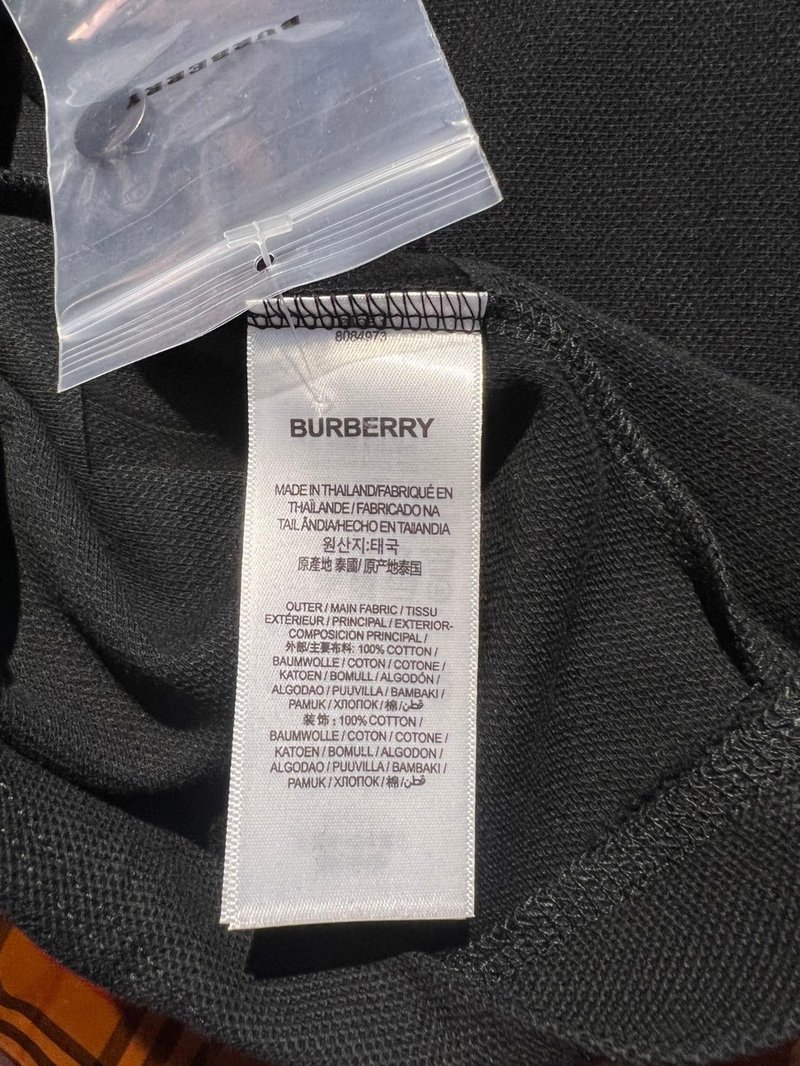 BURBERRY
8084973
BURBERRY
MADE IN THAILAND/FABRIQUÉ EN
THAÏLANDE / FABRICADO NA
TAIL ÂNDIA/HECHO EN TAIIANDIA
원산지:태국
原產地 泰國/ 原产地泰国
OUTER / MAIN FABRIC / TISSU
EXTÉRIEUR / PRINCIPAL / EXTERIOR-
COMPOSICION PRINCIPAL /
外部/主要布料: 100% COTTON /
BAUMWOLLE / COTON / COTONE /
KATOEN / BOMULL / ALGODÓN /
ALGODAO / PUUVILLA / BAMBAKI /
PAMUK / ХЛОПОК / 棉/قطن
装饰 : 100% COTTON /
BAUMWOLLE / COTON / COTONE /
KATOEN / BOMULL / ALGODON /
ALGODAO / PUUVILLA / BAMBAKI /
PAMUK / ХЛОПОК / 棉/قطن